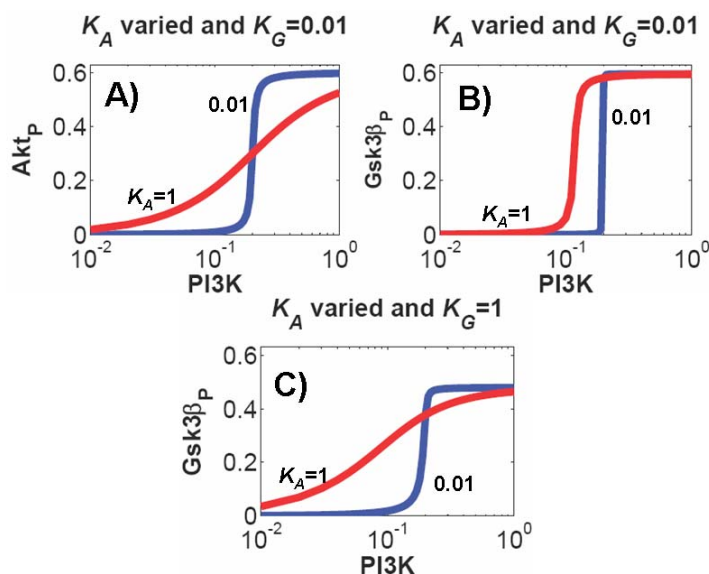 K_A varied and K_G=0.01
A)
0.6
0.4
0.2
0
Akt_P
0.01
K_A=1
10^-2 10^-1 10^0
PI3K
K_A varied and K_G=0.01
B)
0.6
0.4
0.2
0
Gsk3β_P
0.01
K_A=1
10^-2 10^-1 10^0
PI3K
K_A varied and K_G=1
C)
0.6
0.4
0.2
0
Gsk3β_P
K_A=1
0.01
10^-2 10^-1 10^0
PI3K